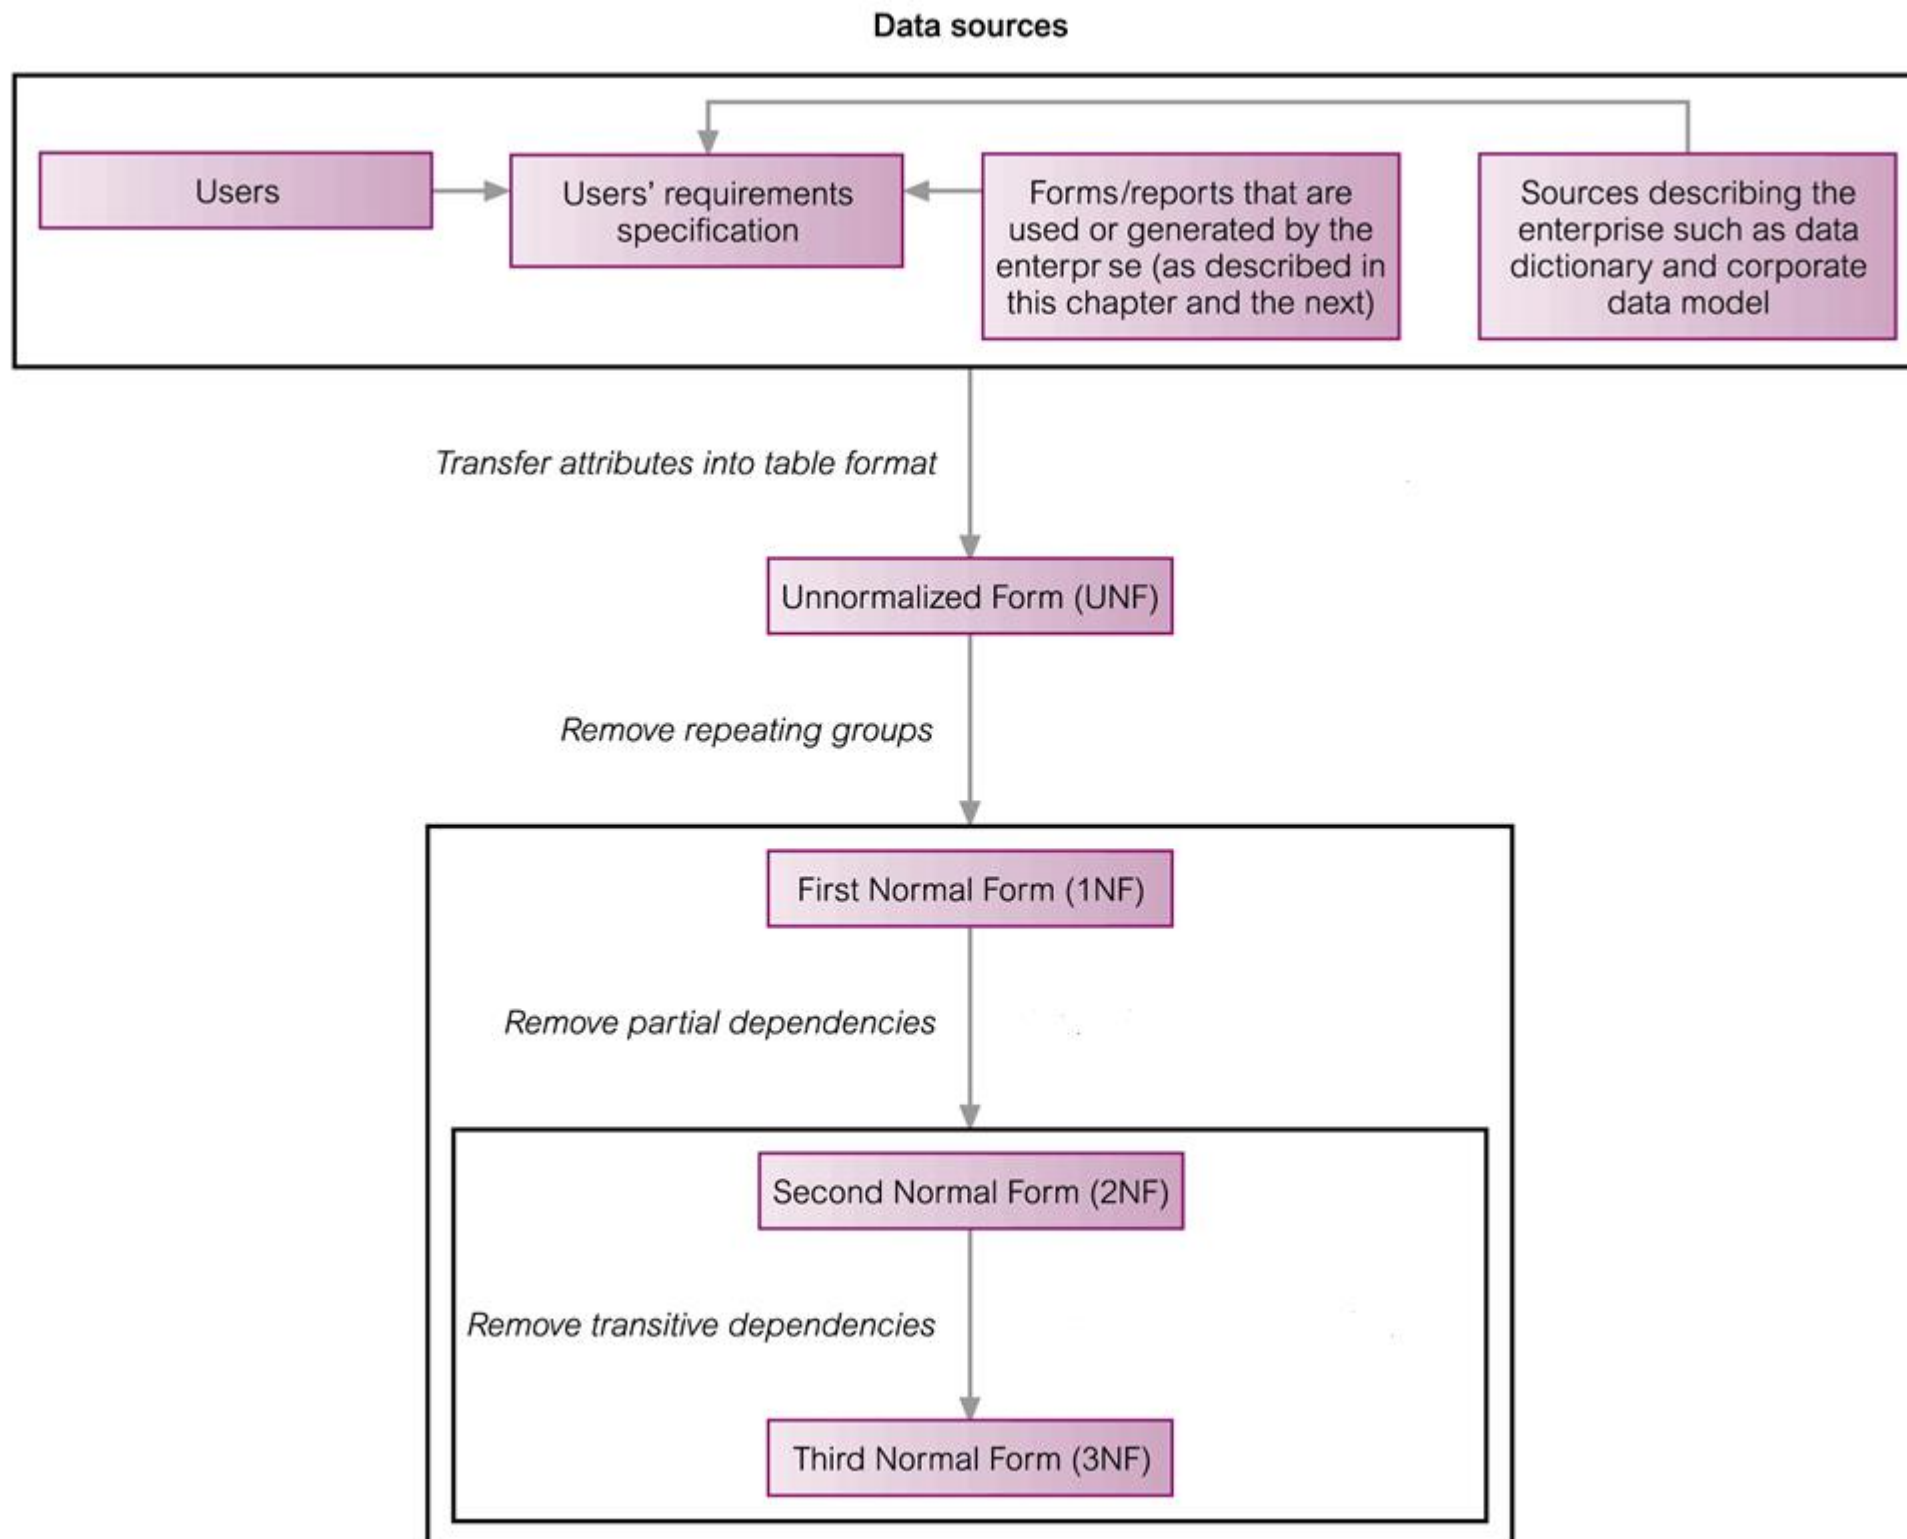 Data sources
Users
Users’ requirements
specification
Forms/reports that are
used or generated by the
enterpr se (as described in
this chapter and the next)
Sources describing the
enterprise such as data
dictionary and corporate
data model
Transfer attributes into table format
Unnormalized Form (UNF)
Remove repeating groups
First Normal Form (1NF)
Remove partial dependencies
Second Normal Form (2NF)
Remove transitive dependencies
Third Normal Form (3NF)